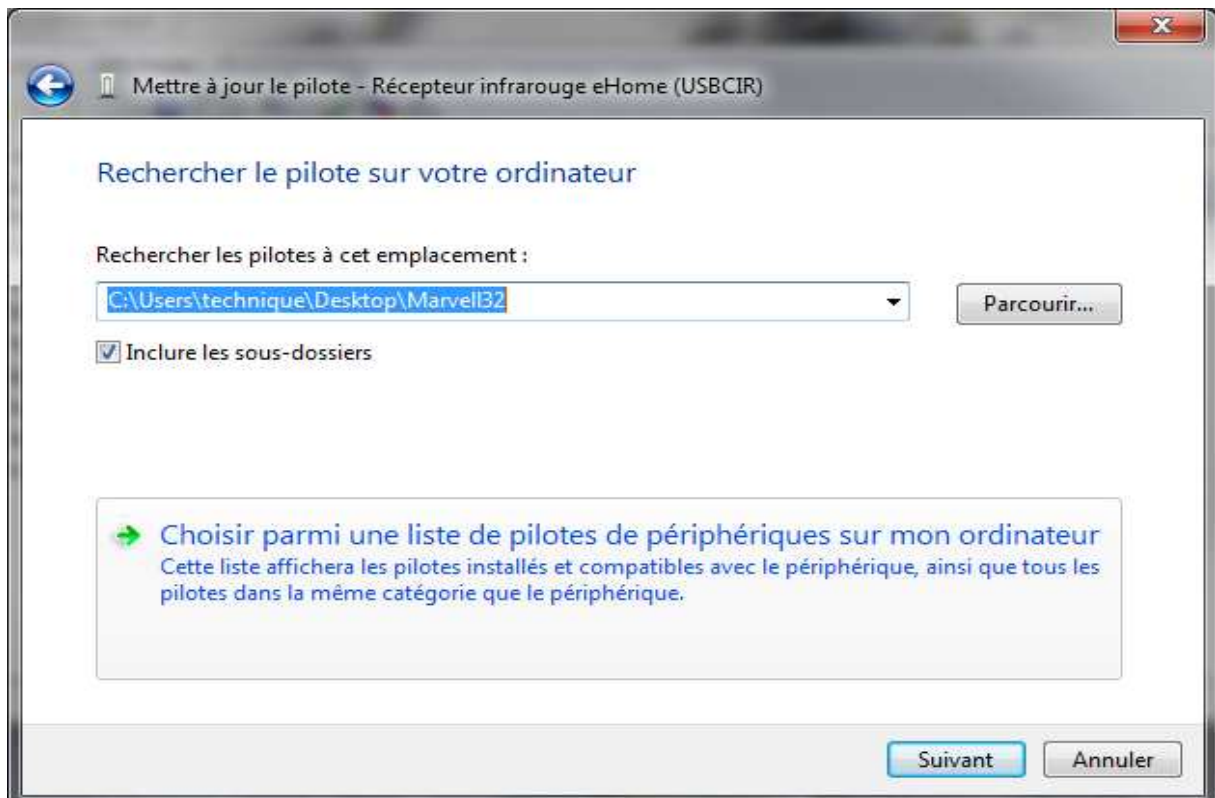 Mettre à jour le pilote - Récepteur infrarouge eHome (USBCIR)
Rechercher le pilote sur votre ordinateur
Rechercher les pilotes à cet emplacement :
C:\Users\technique\Desktop\Marvell32
Parcourir...
Inclure les sous-dossiers
Choisir parmi une liste de pilotes de périphériques sur mon ordinateur
Cette liste affichera les pilotes installés et compatibles avec le périphérique, ainsi que tous les
pilotes dans la même catégorie que le périphérique.
Suivant
Annuler